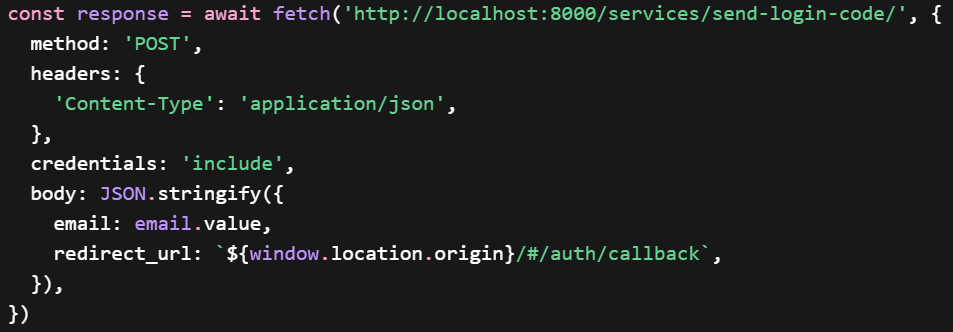 const response = await fetch('http://localhost:8000/services/send-login-code/', {
  method: 'POST',
  headers: {
    'Content-Type': 'application/json',
  },
  credentials: 'include',
  body: JSON.stringify({
    email: email.value,
    redirect_url: `${window.location.origin}/#/auth/callback`,
  }),
})